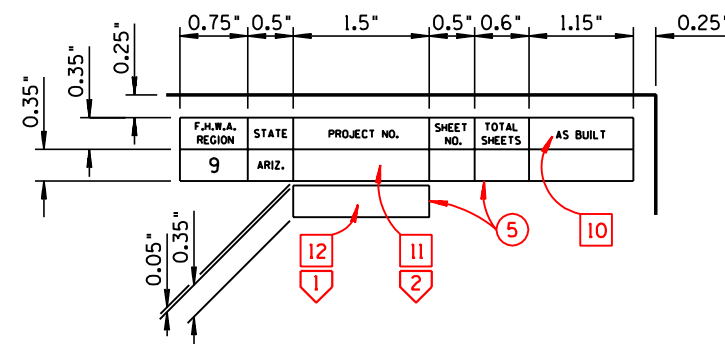 0.75" 0.5" 1.5" 0.5" 0.6" 1.15" 0.25"
0.25"
0.35"
0.35"
F.H.W.A. REGION STATE PROJECT NO. SHEET NO. TOTAL SHEETS AS BUILT
9 ARIZ.
12 11 5 10
1 2
0.05"
0.35"